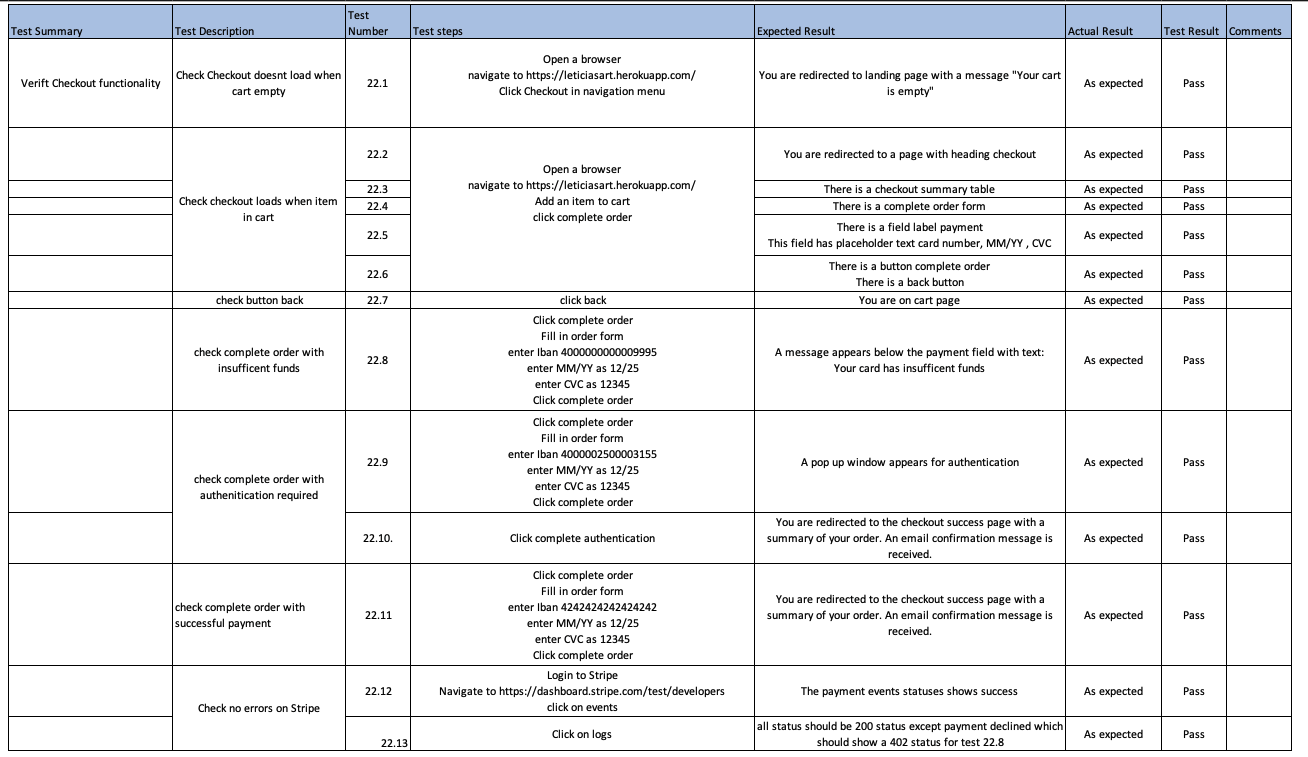 Test Summary
Test Description
Test
Number
Test steps
Expected Result
Actual Result
Test Result
Comments
Verift Checkout functionality
Check Checkout doesnt load when
cart empty
22.1
Open a browser
navigate to https://leticiasart.herokuapp.com/
Click Checkout in navigation menu
You are redirected to landing page with a message "Your cart
is empty"
As expected
Pass
Check checkout loads when item
in cart
22.2
Open a browser
navigate to https://leticiasart.herokuapp.com/
Add an item to cart
click complete order
You are redirected to a page with heading checkout
As expected
Pass
22.3
There is a checkout summary table
As expected
Pass
22.4
There is a complete order form
As expected
Pass
22.5
There is a field label payment
This field has placeholder text card number, MM/YY , CVC
As expected
Pass
22.6
There is a button complete order
There is a back button
As expected
Pass
check button back
22.7
click back
You are on cart page
As expected
Pass
check complete order with
insufficent funds
22.8
Click complete order
Fill in order form
enter Iban 4000000000009995
enter MM/YY as 12/25
enter CVC as 12345
Click complete order
A message appears below the payment field with text:
Your card has insufficent funds
As expected
Pass
check complete order with
authenitication required
22.9
Click complete order
Fill in order form
enter Iban 4000002500003155
enter MM/YY as 12/25
enter CVC as 12345
Click complete order
A pop up window appears for authentication
As expected
Pass
22.10.
Click complete authentication
You are redirected to the checkout success page with a
summary of your order. An email confirmation message is
received.
As expected
Pass
check complete order with
successful payment
22.11
Click complete order
Fill in order form
enter Iban 4242424242424242
enter MM/YY as 12/25
enter CVC as 12345
Click complete order
You are redirected to the checkout success page with a
summary of your order. An email confirmation message is
received.
As expected
Pass
Check no errors on Stripe
22.12
Login to Stripe
Navigate to https://dashboard.stripe.com/test/developers
click on events
The payment events statuses shows success
As expected
Pass
22.13
Click on logs
all status should be 200 status except payment declined which
should show a 402 status for test 22.8
As expected
Pass